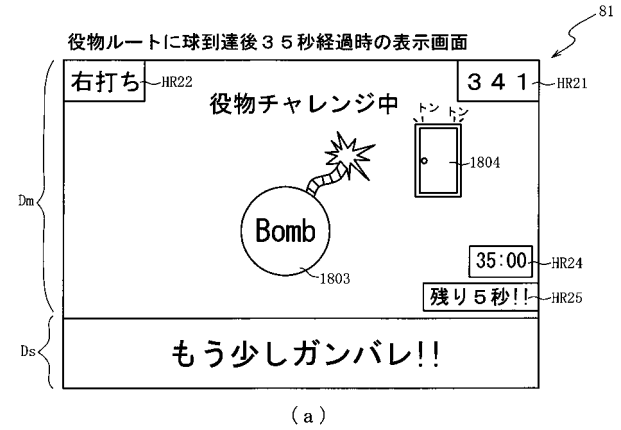 81
役物ルートに球到達後35秒経過時の表示画面
右打ち
HR22
341
HR21
役物チャレンジ中
トン トン
1804
Dm
Bomb
1803
35:00
HR24
残り5秒!!
HR25
Ds
もう少しガンバレ!!
(a)